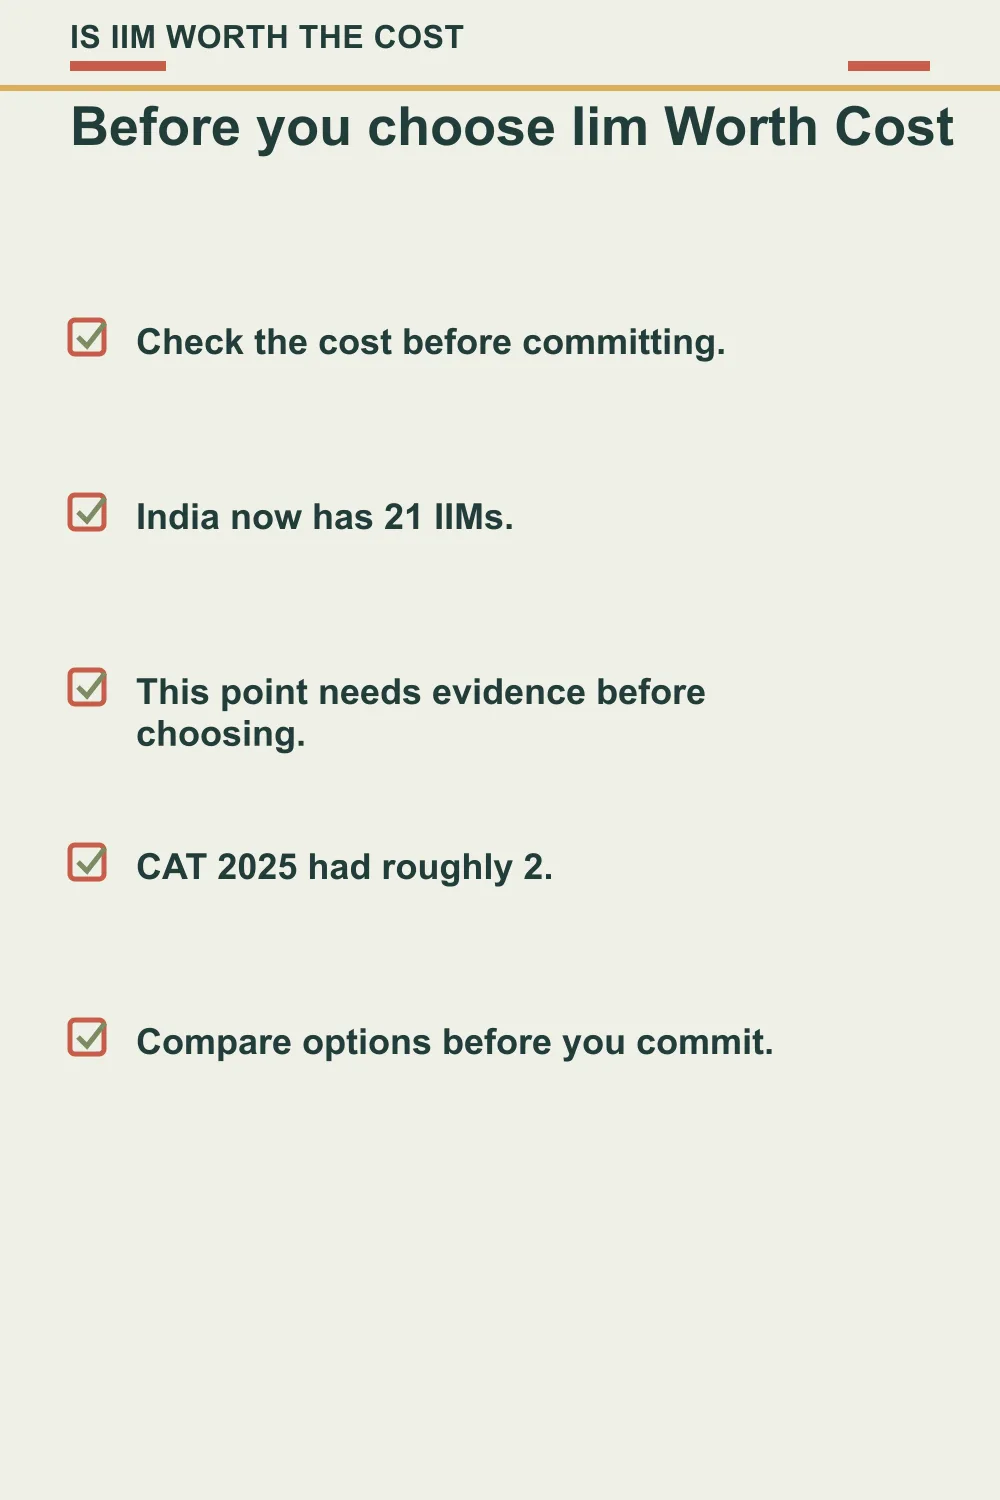 IS IIM WORTH THE COST
Before you choose Iim Worth Cost
Check the cost before committing.
India now has 21 IIMs.
This point needs evidence before
choosing.
CAT 2025 had roughly 2.
Compare options before you commit.